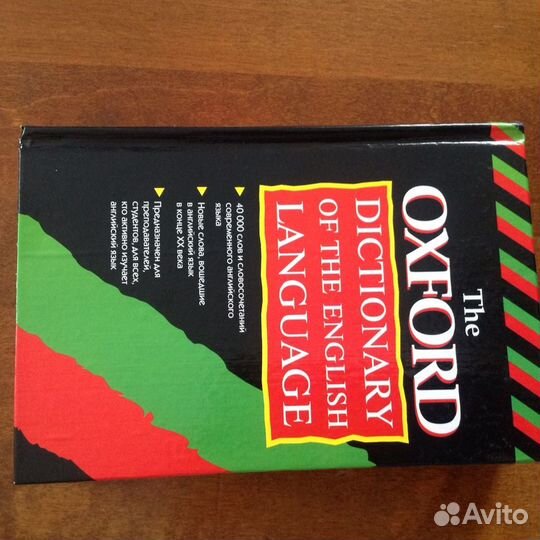 The
OXFORD
DICTIONARY
OF THE ENGLISH
LANGUAGE
40 000 слов и словосочетаний
современного английского
языка
Новые слова, вошедшие
в английский язык
в конце XX века
Предназначен для
преподавателей,
студентов, для всех,
кто активно изучает
английский язык
Avito